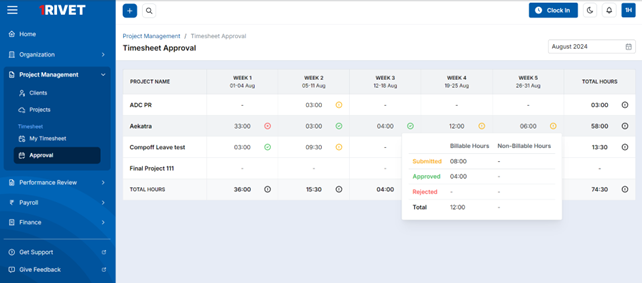 1RIVET
Clock In
1H
Home
Organization
Project Management
Clients
Projects
Timesheet
My Timesheet
Approval
Performance Review
Payroll
Finance
Get Support
Give Feedback
Project Management / Timesheet Approval
Timesheet Approval
August 2024
PROJECT NAME WEEK 1 WEEK 2 WEEK 3 WEEK 4 WEEK 5 TOTAL HOURS
01-04 Aug 05-11 Aug 12-18 Aug 19-25 Aug 26-31 Aug
ADC PR - 03:00 - - - 03:00
Aekatra 33:00 03:00 04:00 12:00 06:00 58:00
Compoff Leave test 03:00 09:30 - 13:30
Final Project 111 - - - -
TOTAL HOURS 36:00 15:30 04:00 74:30
Billable Hours Non-Billable Hours
Submitted 08:00 -
Approved 04:00 -
Rejected - -
Total 12:00 -